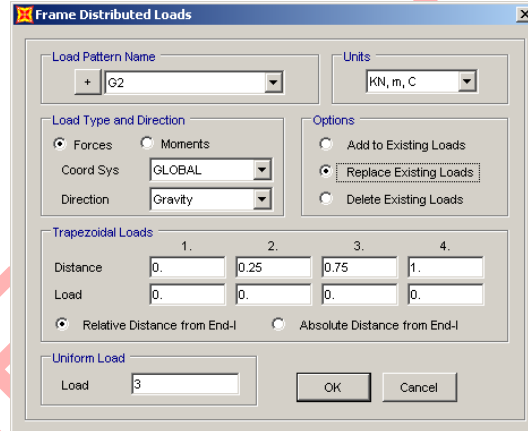 Frame Distributed Loads
Load Pattern Name
+ G2
Units
KN, m, C
Load Type and Direction
Forces Moments
Coord Sys GLOBAL
Direction Gravity
Options
Add to Existing Loads
Replace Existing Loads
Delete Existing Loads
Trapezoidal Loads
1. 2. 3. 4.
Distance 0. 0.25 0.75 1.
Load 0. 0. 0. 0.
Relative Distance from End-I Absolute Distance from End-I
Uniform Load
Load 3
OK Cancel